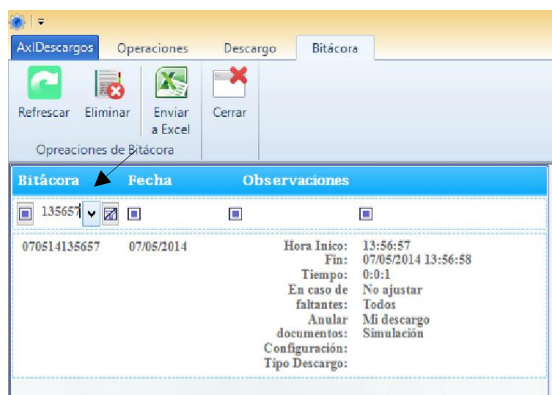 AxlDescargos Operaciones Descargo Bitácora
Refrescar Eliminar Enviar a Excel Cerrar
Opreaciones de Bitácora
Bitácora Fecha Observaciones
135657
070514135657 07/05/2014 Hora Inico: 13:56:57
Fin: 07/05/2014 13:56:58
Tiempo: 0:0:1
En caso de No ajustar
faltantes: Todos
Anular Mi descargo
documentos: Simulación
Configuración:
Tipo Descargo: